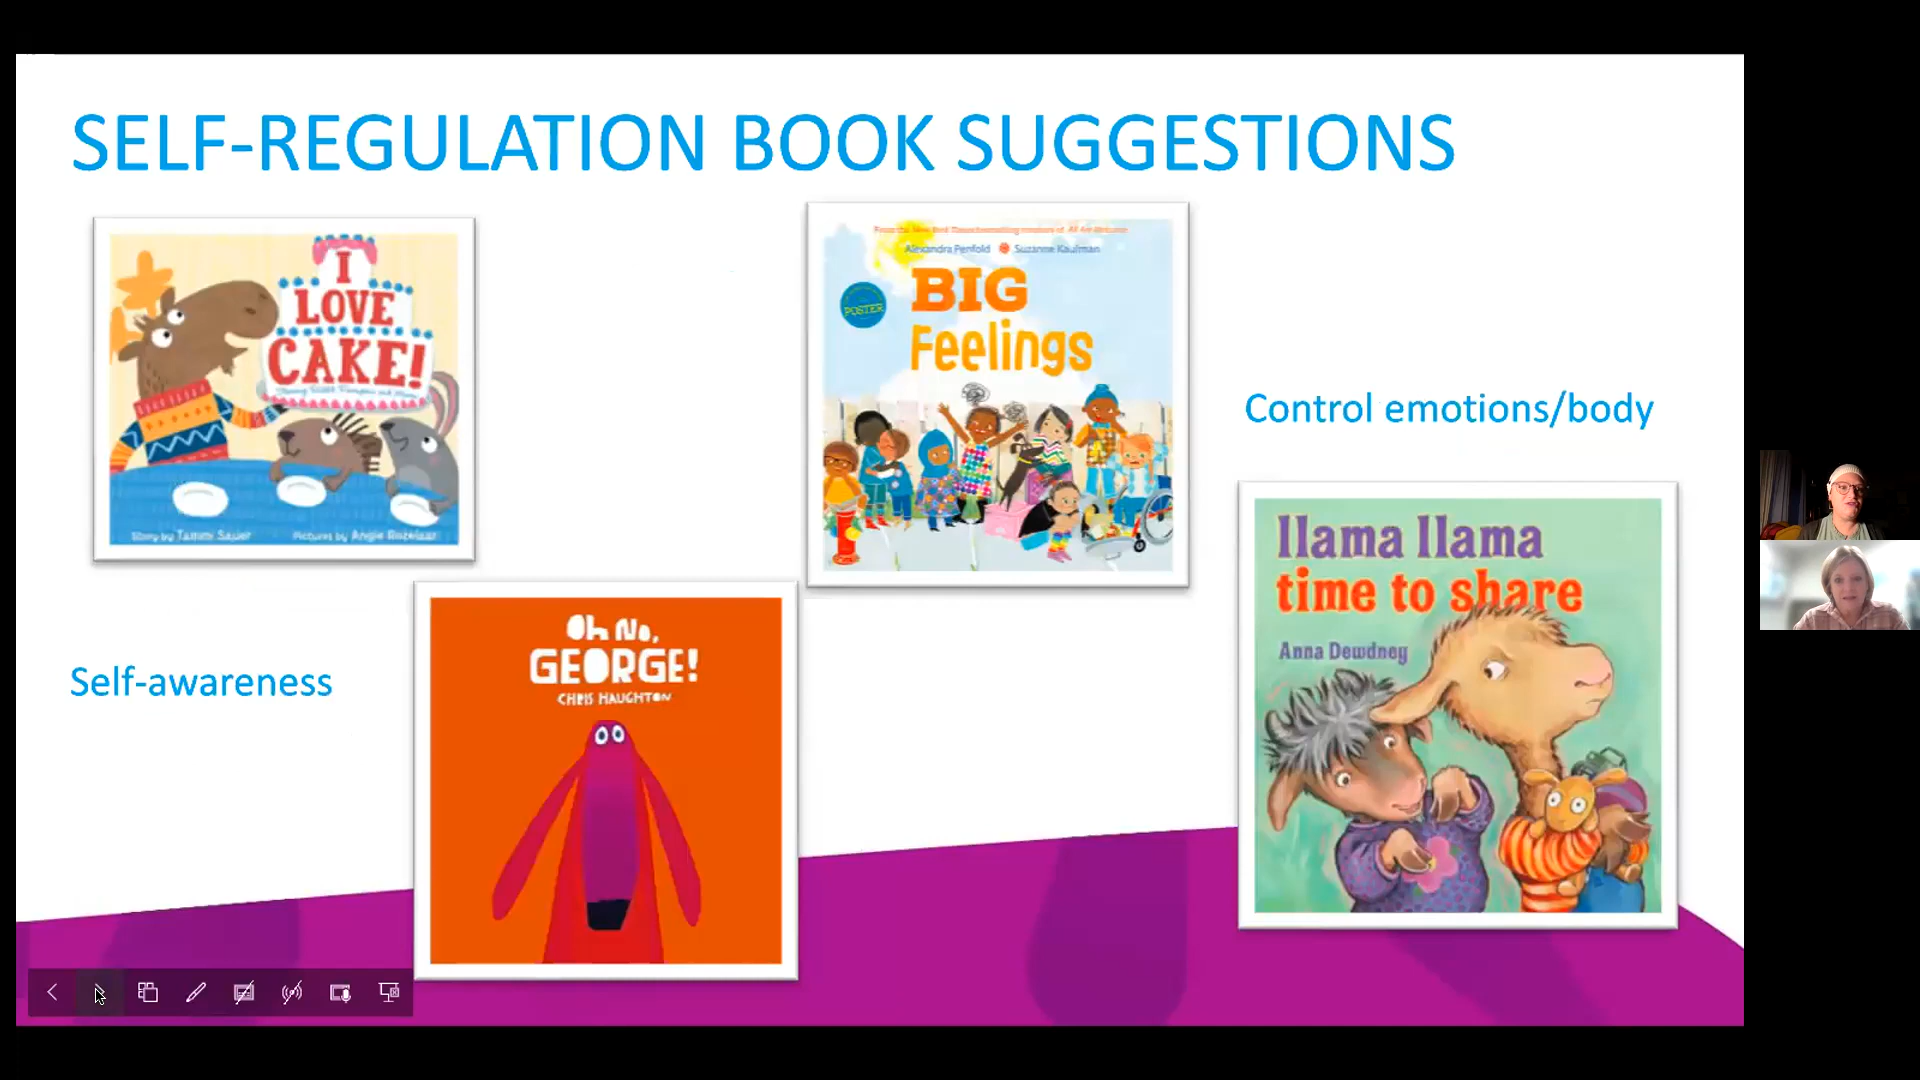 SELF-REGULATION BOOK SUGGESTIONS
I
LOVE
CAKE!
Story by Tammi Sauer Pictures by Angie Rozelaar
Alexandra Penfold Suzanne Kaufman
POSTER
BIG
Feelings
Control emotions/body
llama llama
time to share
Anna Dewdney
Oh No,
GEORGE!
CHRIS HAUGHTON
Self-awareness